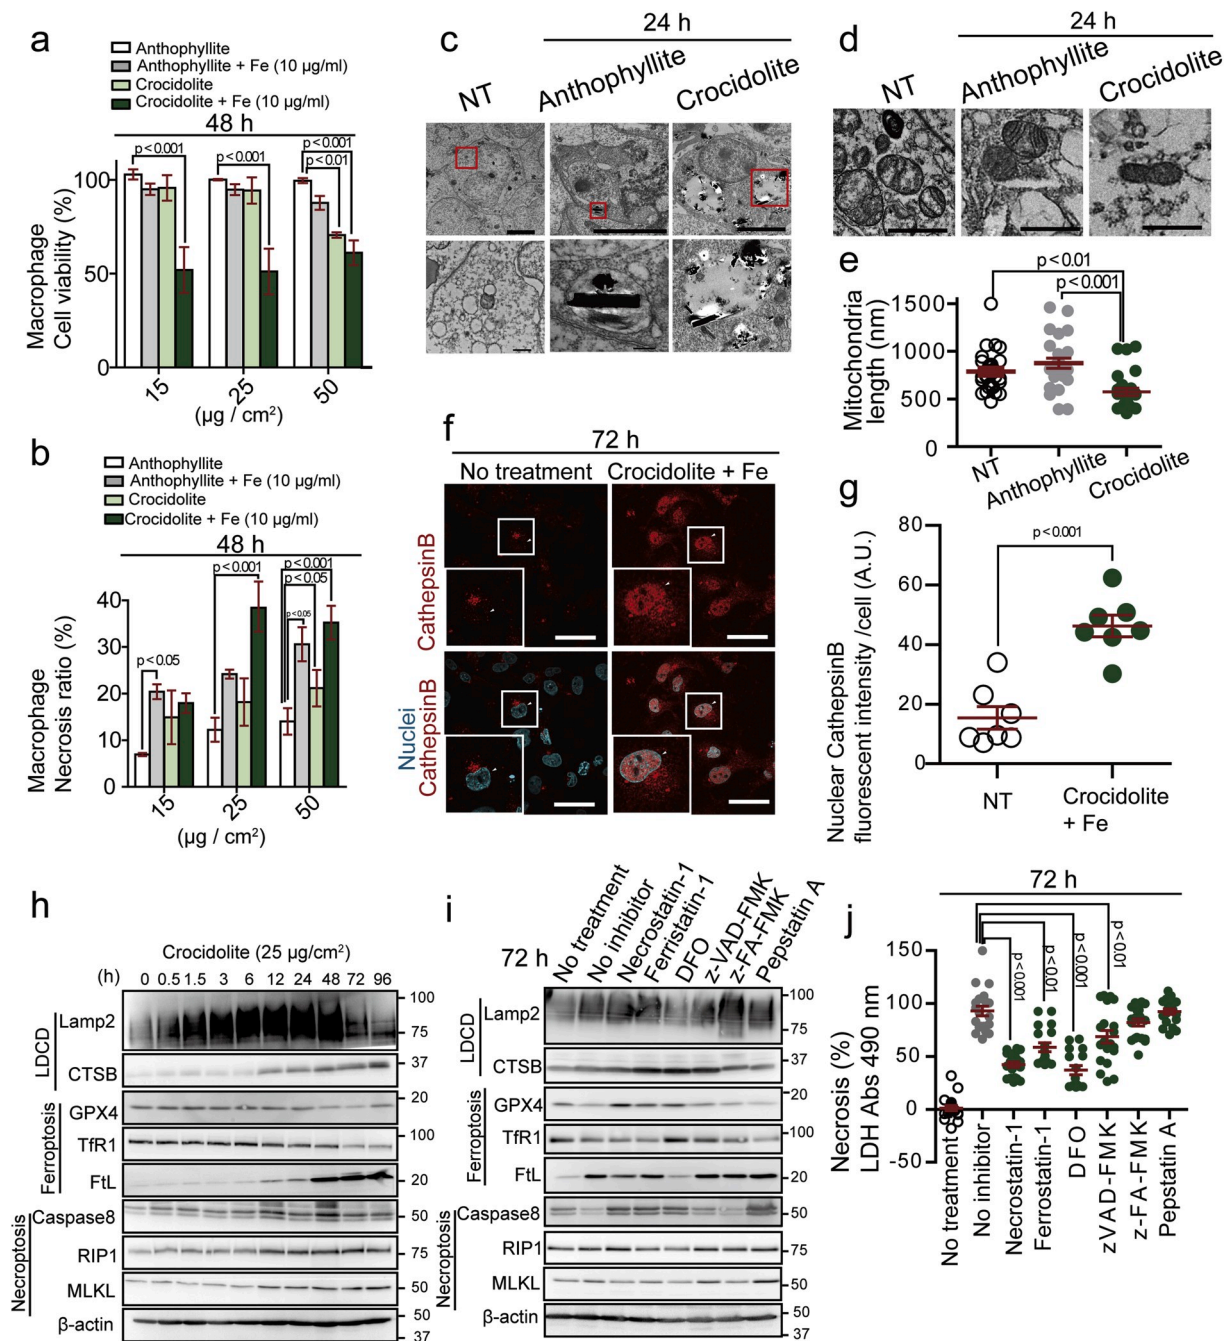 a
Anthophyllite
Anthophyllite + Fe (10 µg/ml)
Crocidolite
Crocidolite + Fe (10 µg/ml)
48 h
p<0.001
p<0.001
p<0.001
p<0.01
Macrophage
Cell viability (%)
100
50
0
15
25
50
(µg / cm²)
b
Anthophyllite
Anthophyllite + Fe (10 µg/ml)
Crocidolite
Crocidolite + Fe (10 µg/ml)
48 h
p<0.05
p<0.001
p<0.001
p<0.05
p<0.05
Macrophage
Necrosis ratio (%)
40
30
20
10
0
15
25
50
(µg / cm²)
c
24 h
NT
Anthophyllite
Crocidolite
d
24 h
NT
Anthophyllite
Crocidolite
e
p<0.01
p<0.001
Mitochondria
length (nm)
1500
1000
500
0
NT
Anthophyllite
Crocidolite
f
72 h
No treatment
Crocidolite + Fe
CathepsinB
Nuclei
CathepsinB
g
p<0.001
Nuclear CathepsinB
fluorescent intensity /cell (A.U.)
80
60
40
20
0
NT
Crocidolite
+ Fe
h
Crocidolite (25 µg/cm²)
(h) 0 0.5 1.5 3 6 12 24 48 72 96
LDCD
Lamp2
100
75
CTSB
37
Ferroptosis
GPX4
20
TfR1
100
FtL
20
Necroptosis
Caspase8
50
RIP1
75
MLKL
50
β-actin
50
37
i
72 h
No treatment
No inhibitor
Necrostatin-1
Ferristatin-1
DFO
z-VAD-FMK
z-FA-FMK
Pepstatin A
LDCD
Lamp2
100
75
CTSB
37
Ferroptosis
GPX4
20
TfR1
100
FtL
20
Necroptosis
Caspase8
50
RIP1
75
MLKL
50
β-actin
50
37
j
72 h
p<0.001
p<0.01
p<0.0001
p<0.01
Necrosis (%)
LDH Abs 490 nm
150
100
50
0
-50
No treatment
No inhibitor
Necrostatin-1
Ferrostatin-1
DFO
zVAD-FMK
z-FA-FMK
Pepstatin A